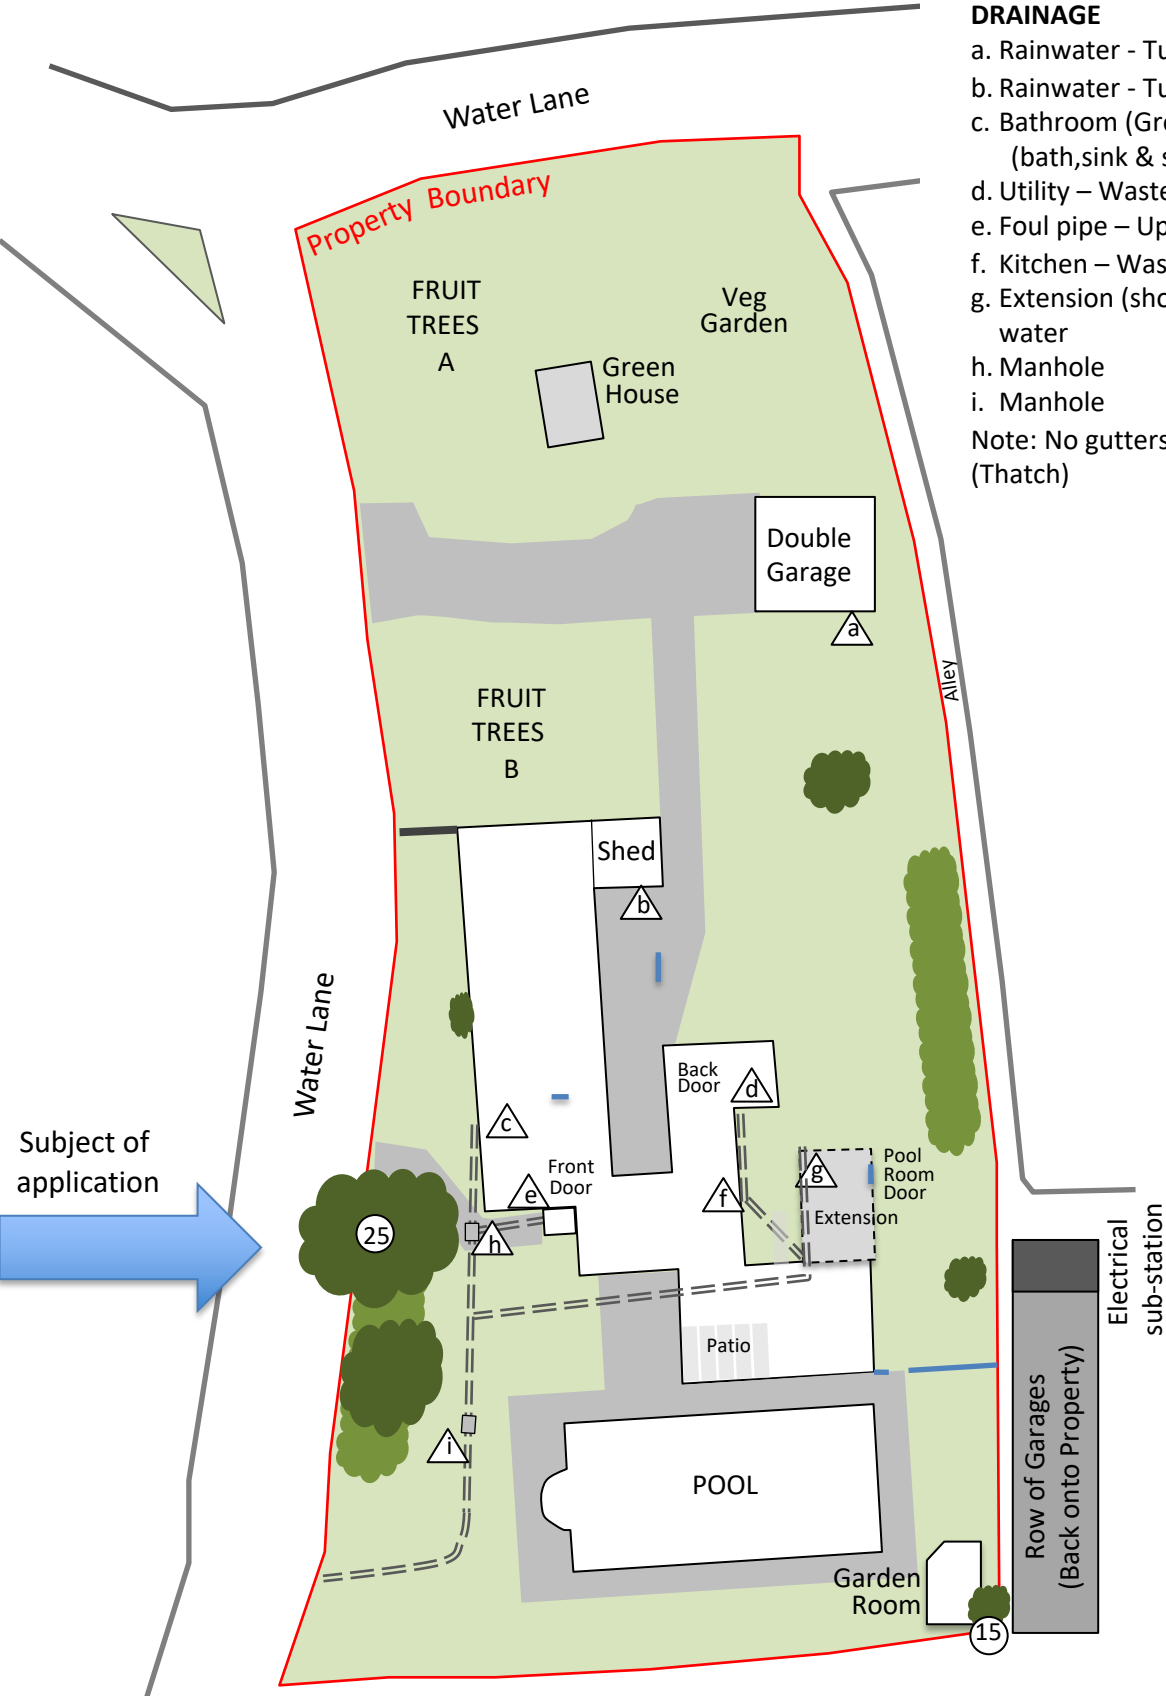 DRAINAGE
a. Rainwater - Tu
b. Rainwater - Tu
c. Bathroom (Gr
(bath,sink & s
d. Utility – Waste
e. Foul pipe – Up
f. Kitchen – Was
g. Extension (sho
water
h. Manhole
i. Manhole
Note: No gutters
(Thatch)
Water Lane
Property Boundary
FRUIT
TREES
A
Veg
Garden
Green
House
Double
Garage
a
Alley
FRUIT
TREES
B
Shed
b
Water Lane
Back
Door
d
c
Subject of
application
Front
Door
e
f
g
Pool
Room
Door
Extension
25
h
Electrical
sub-station
Patio
i
POOL
Row of Garages
(Back onto Property)
Garden
Room
15